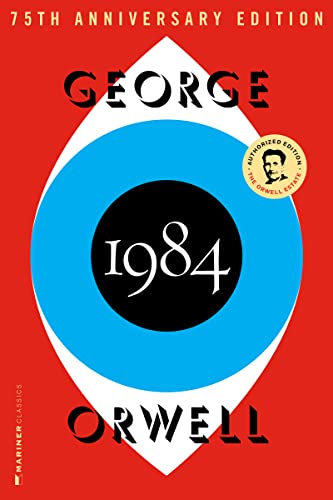 75TH ANNIVERSARY EDITION
GEORGE
AUTHORIZED EDITION
THE ORWELL ESTATE
1984
ORWELL
MARINER CLASSICS